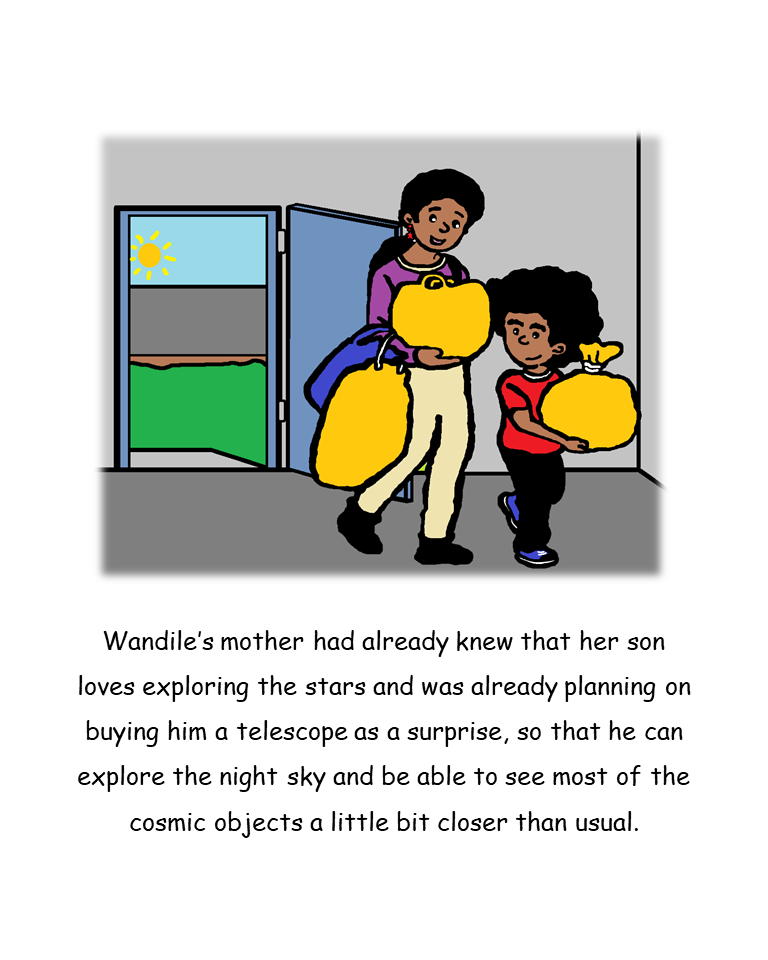 Wandile’s mother had already knew that her son
loves exploring the stars and was already planning on
buying him a telescope as a surprise, so that he can
explore the night sky and be able to see most of the
cosmic objects a little bit closer than usual.